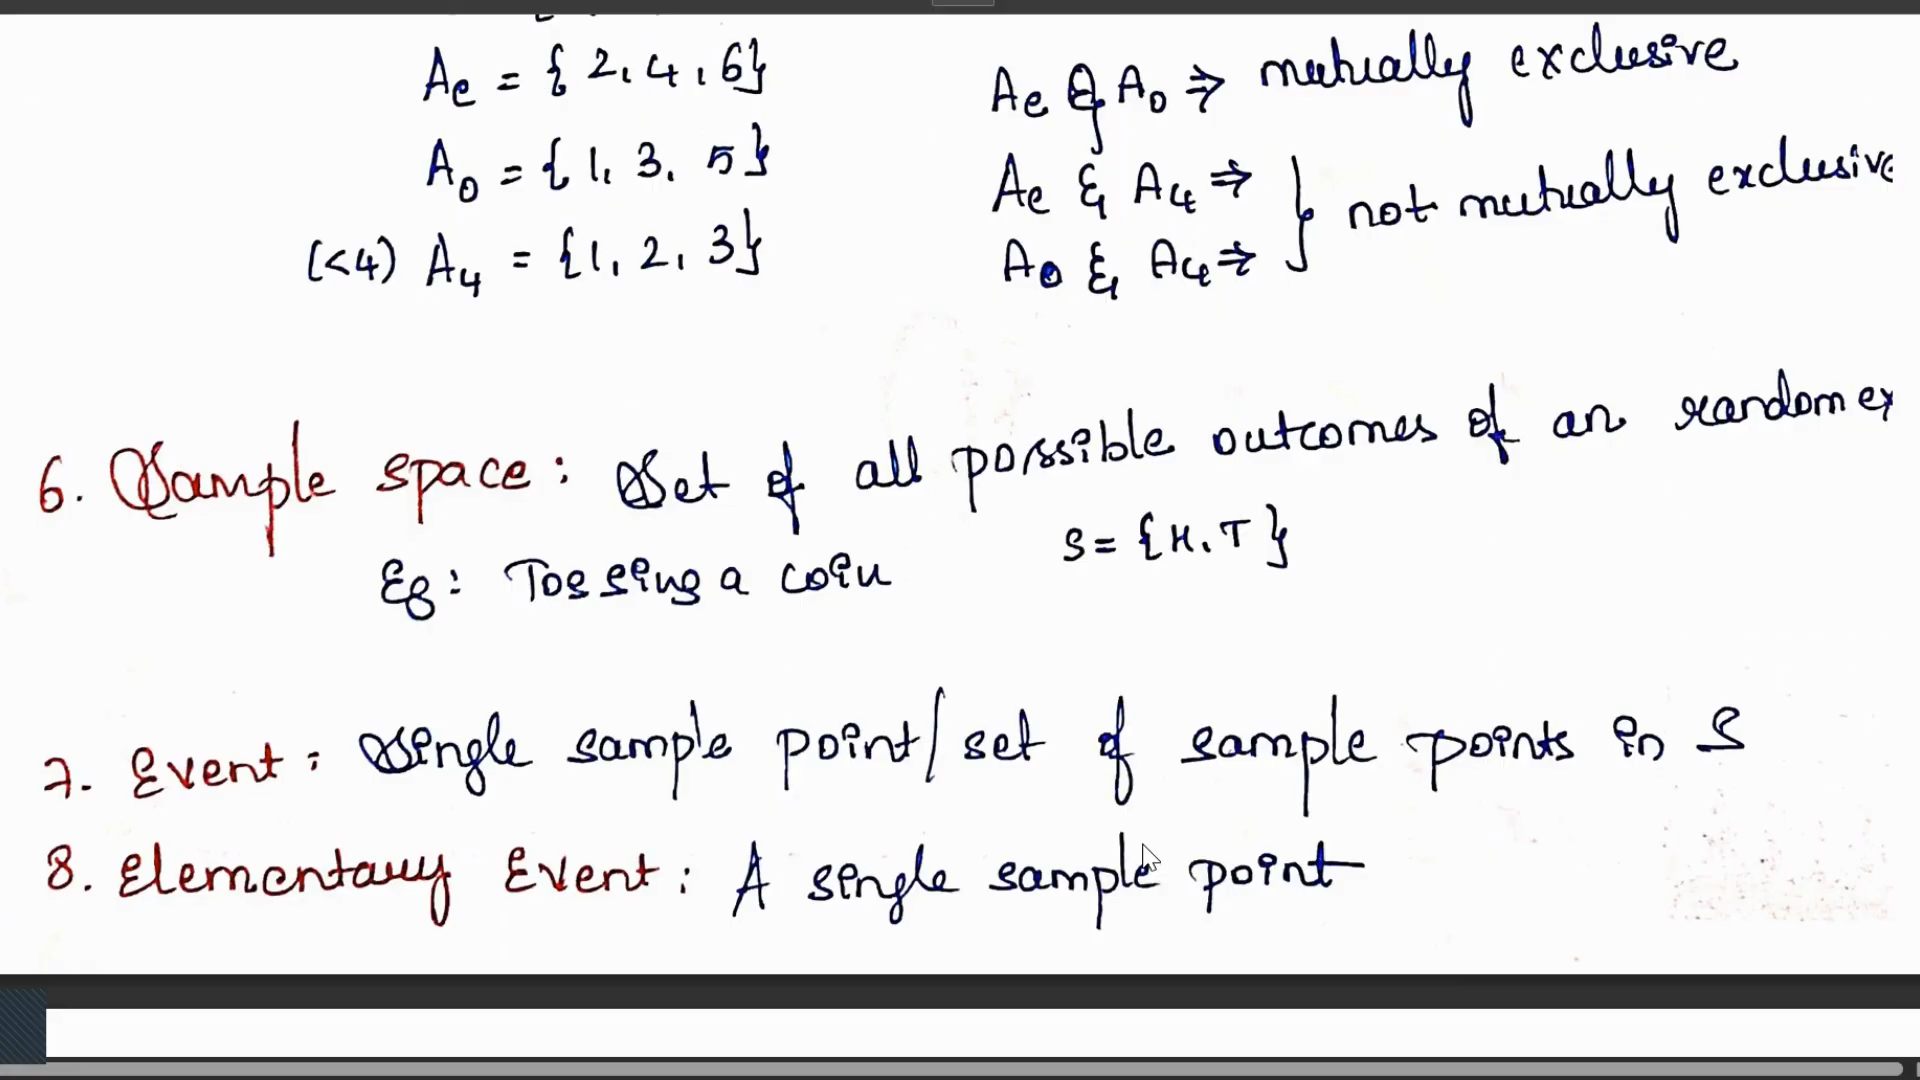 Ae = { 2, 4, 6}
Ao = { 1, 3, 5}
(<4) A4 = {1, 2, 3}
Ae & Ao ⇒ mutually exclusive
Ae & A4 ⇒
Ao & A4 ⇒ } not mutually exclusive
6. Sample space : Set of all possible outcomes of an random ex
Eg : Tossing a coin S = {H, T}
7. Event : Single sample point/set of sample points in S
8. Elementary Event : A single sample point